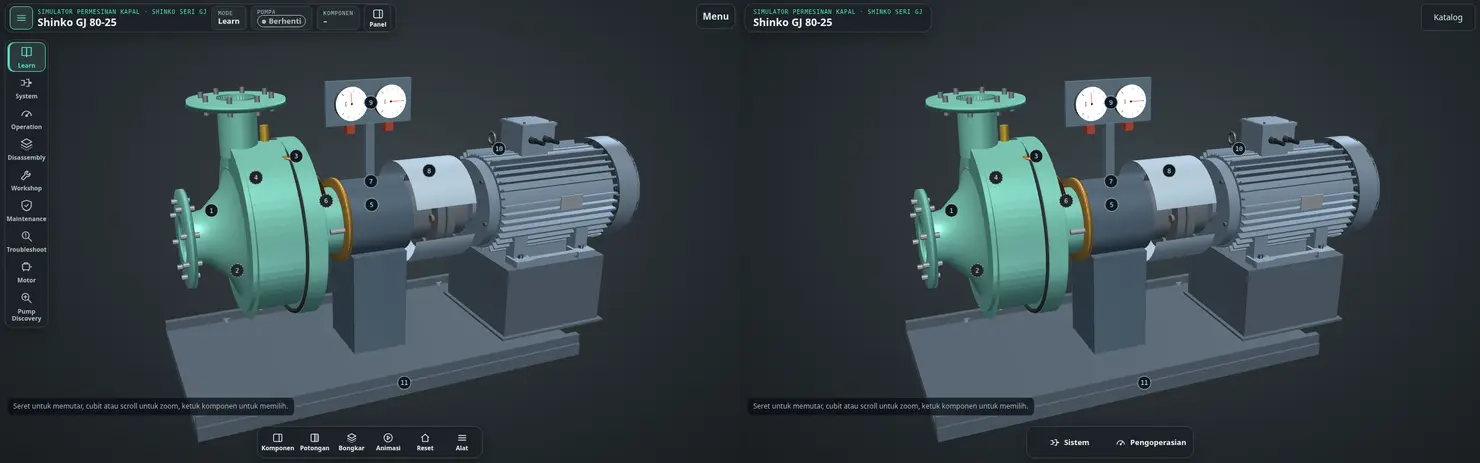 SIMULATOR PERMESINAN KAPAL · SHINKO SERI GJ
Shinko GJ 80-25
MODE
Learn
POMPA
Berhenti
KOMPONEN
–
Panel
Menu
Learn
System
Operation
Disassembly
Workshop
Maintenance
Troubleshoot
Motor
Pump
Discovery
9
10
3
8
4
7
5
6
1
2
11
Seret untuk memutar, cubit atau scroll untuk zoom, ketuk komponen untuk memilih.
Komponen
Potongan
Bongkar
Animasi
Reset
Alat
SIMULATOR PERMESINAN KAPAL · SHINKO SERI GJ
Shinko GJ 80-25
Katalog
9
10
3
8
4
7
5
6
1
2
11
Seret untuk memutar, cubit atau scroll untuk zoom, ketuk komponen untuk memilih.
Sistem
Pengoperasian